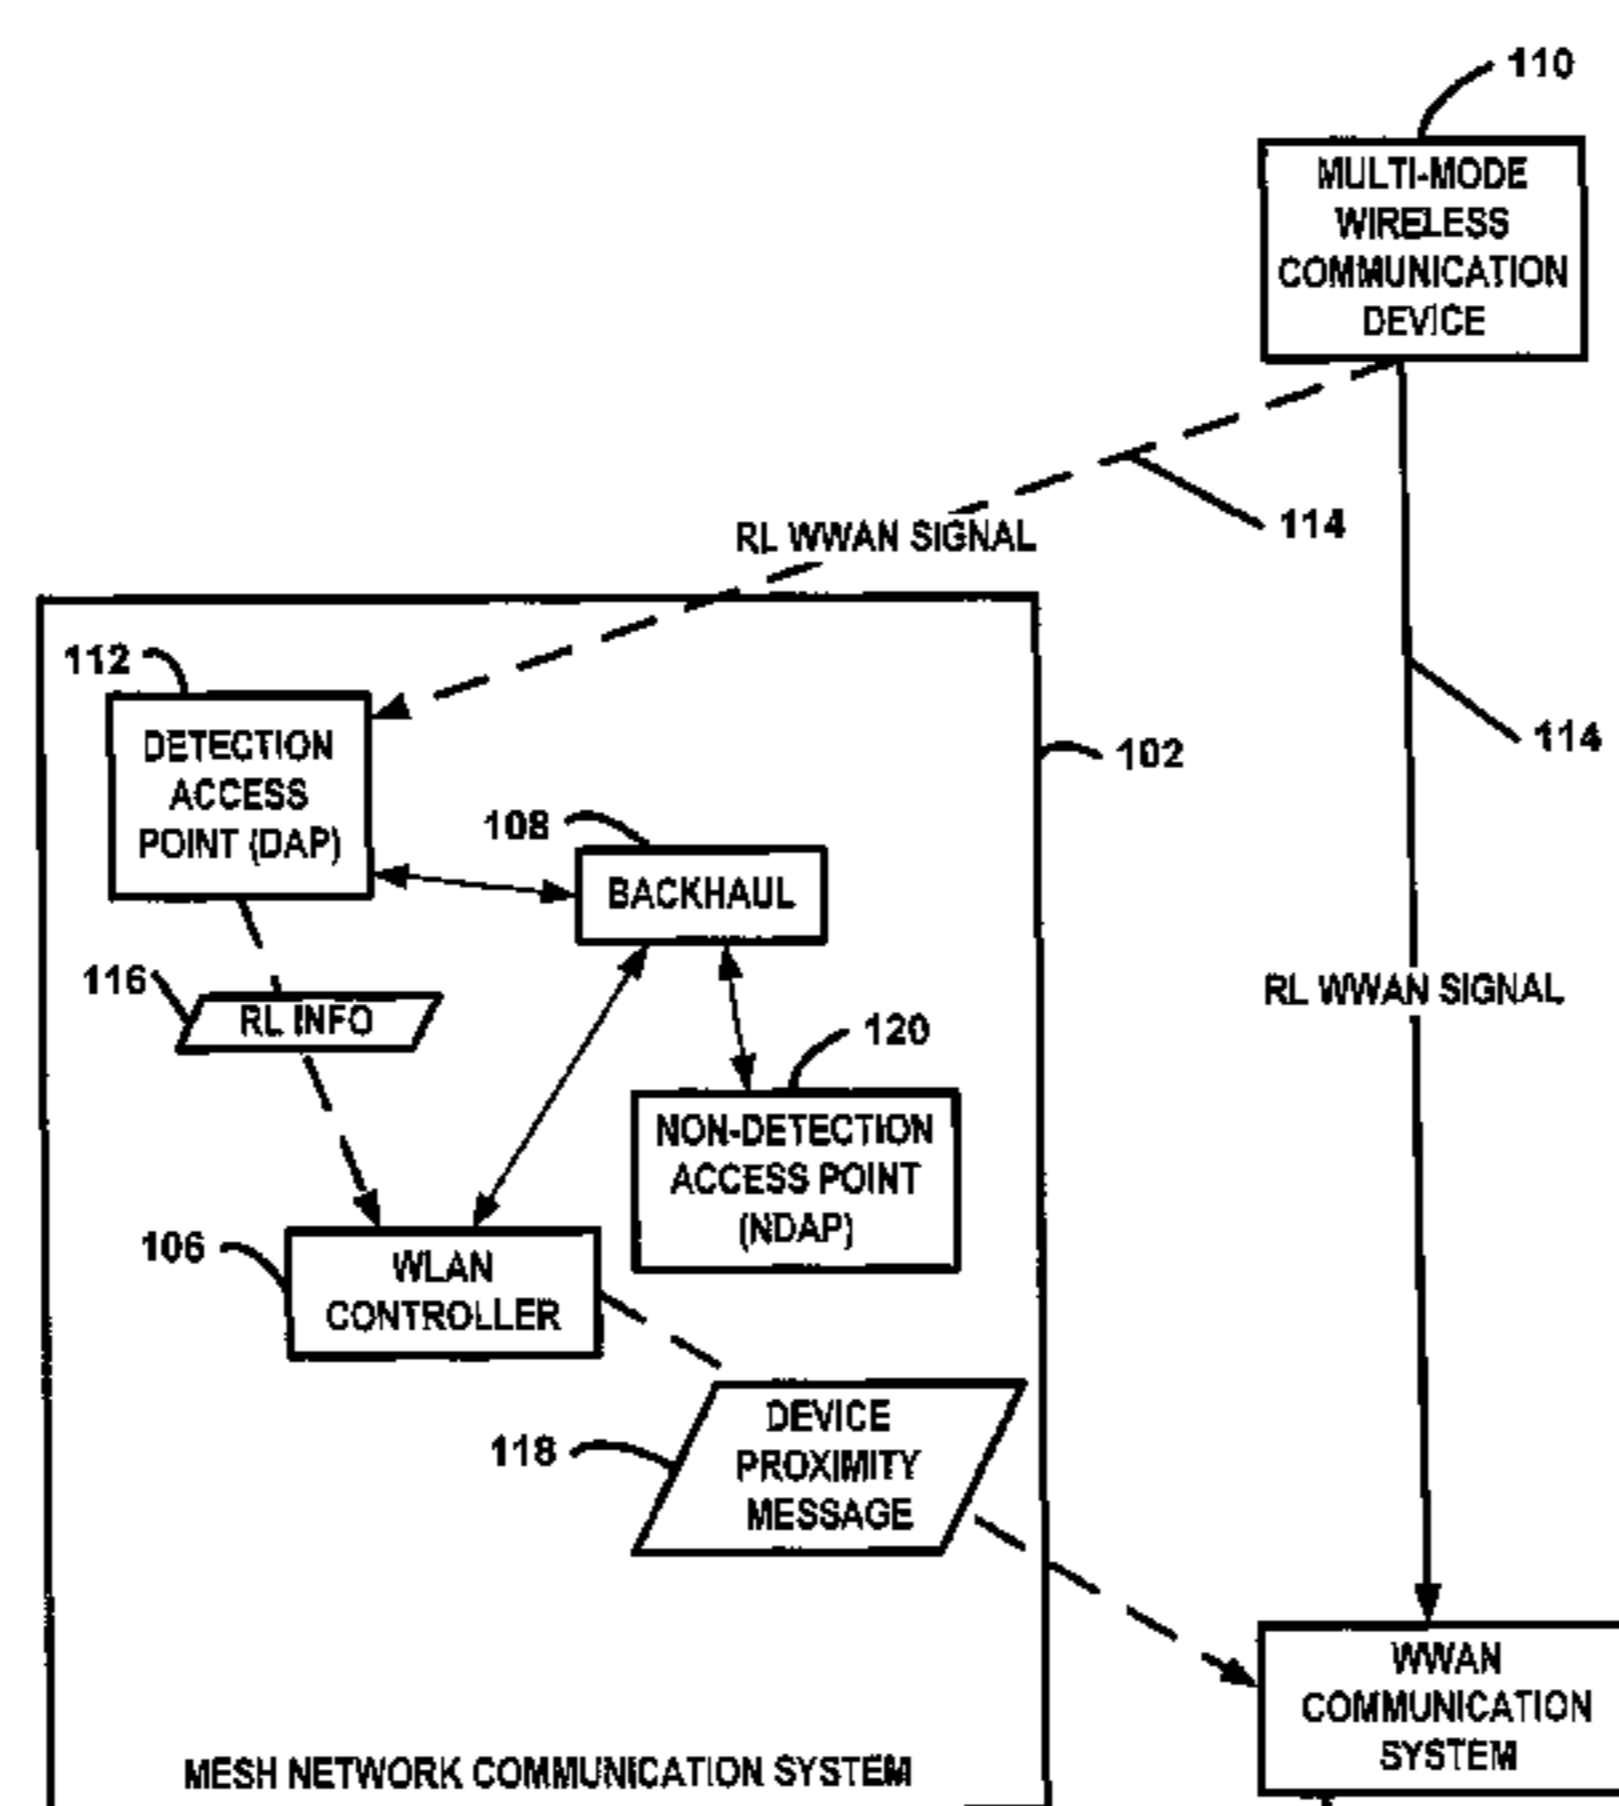 110
MULTI-MODE
WIRELESS
COMMUNICATION
DEVICE
114
RL WWAN SIGNAL
112
DETECTION
ACCESS
POINT (DAP)
102
114
108
BACKHAUL
116
RL INFO
RL WWAN SIGNAL
120
NON-DETECTION
ACCESS POINT
(NDAP)
106
WLAN
CONTROLLER
118
DEVICE
PROXIMITY
MESSAGE
WWAN
COMMUNICATION
SYSTEM
MESH NETWORK COMMUNICATION SYSTEM